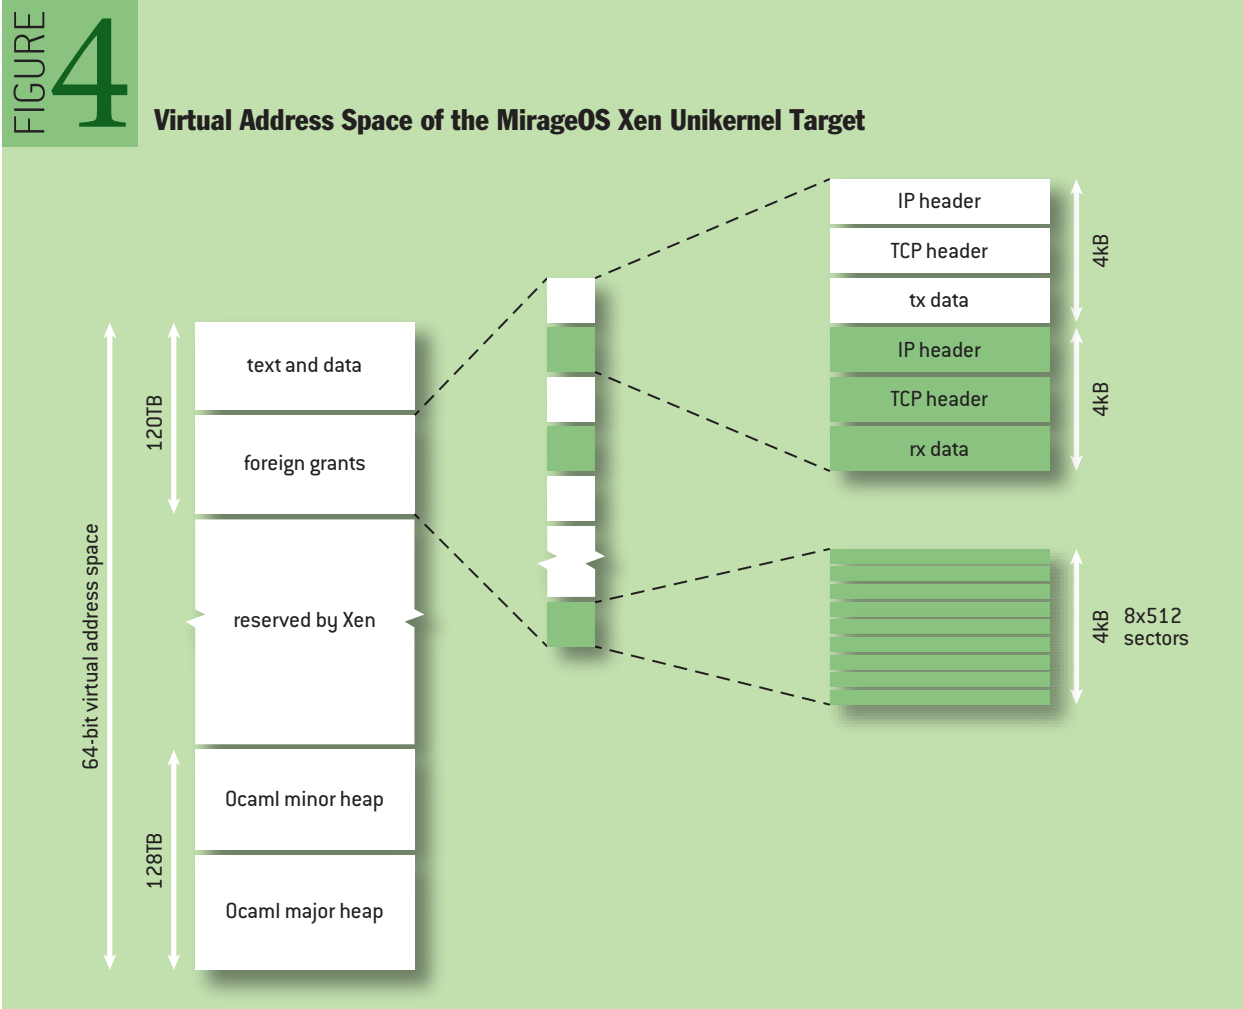 FIGURE
4
Virtual Address Space of the MirageOS Xen Unikernel Target
64-bit virtual address space
120TB
128TB
text and data
foreign grants
reserved by Xen
Ocaml minor heap
Ocaml major heap
IP header
TCP header
tx data
4kB
IP header
TCP header
rx data
4kB
4kB
8x512
sectors